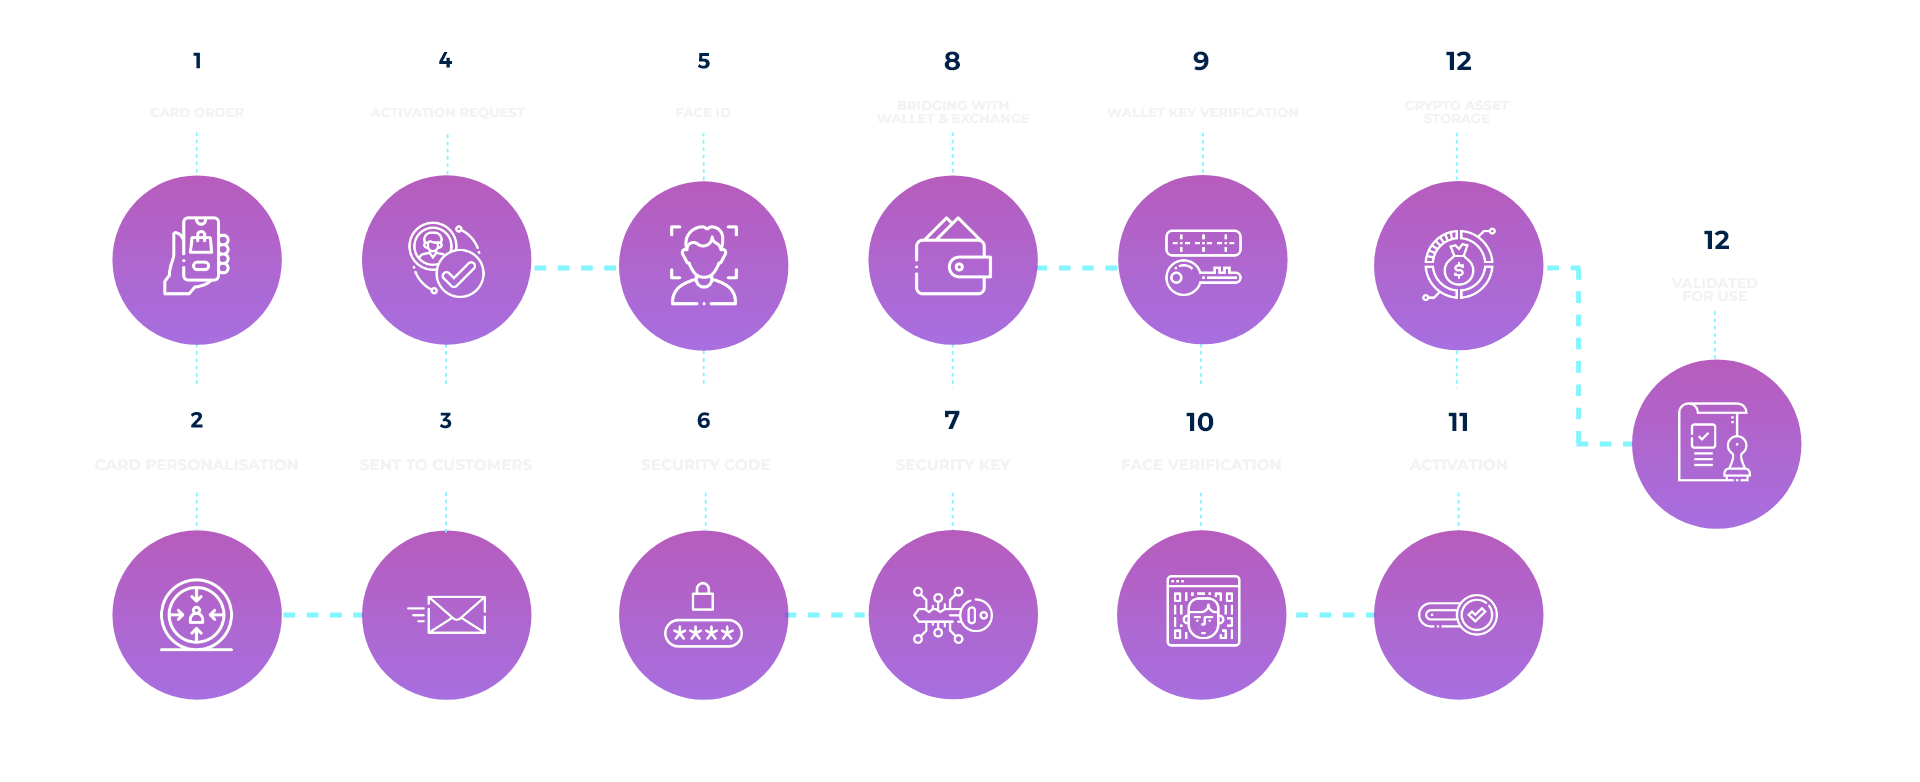 1
CARD ORDER
4
ACTIVATION REQUEST
5
FACE ID
8
BRIDGING WITH
WALLET & EXCHANGE
9
WALLET KEY VERIFICATION
12
CRYPTO ASSET
STORAGE
$
12
VALIDATED
FOR USE
2
CARD PERSONALISATION
3
SENT TO CUSTOMERS
6
SECURITY CODE
****
7
SECURITY KEY
10
FACE VERIFICATION
11
ACTIVATION